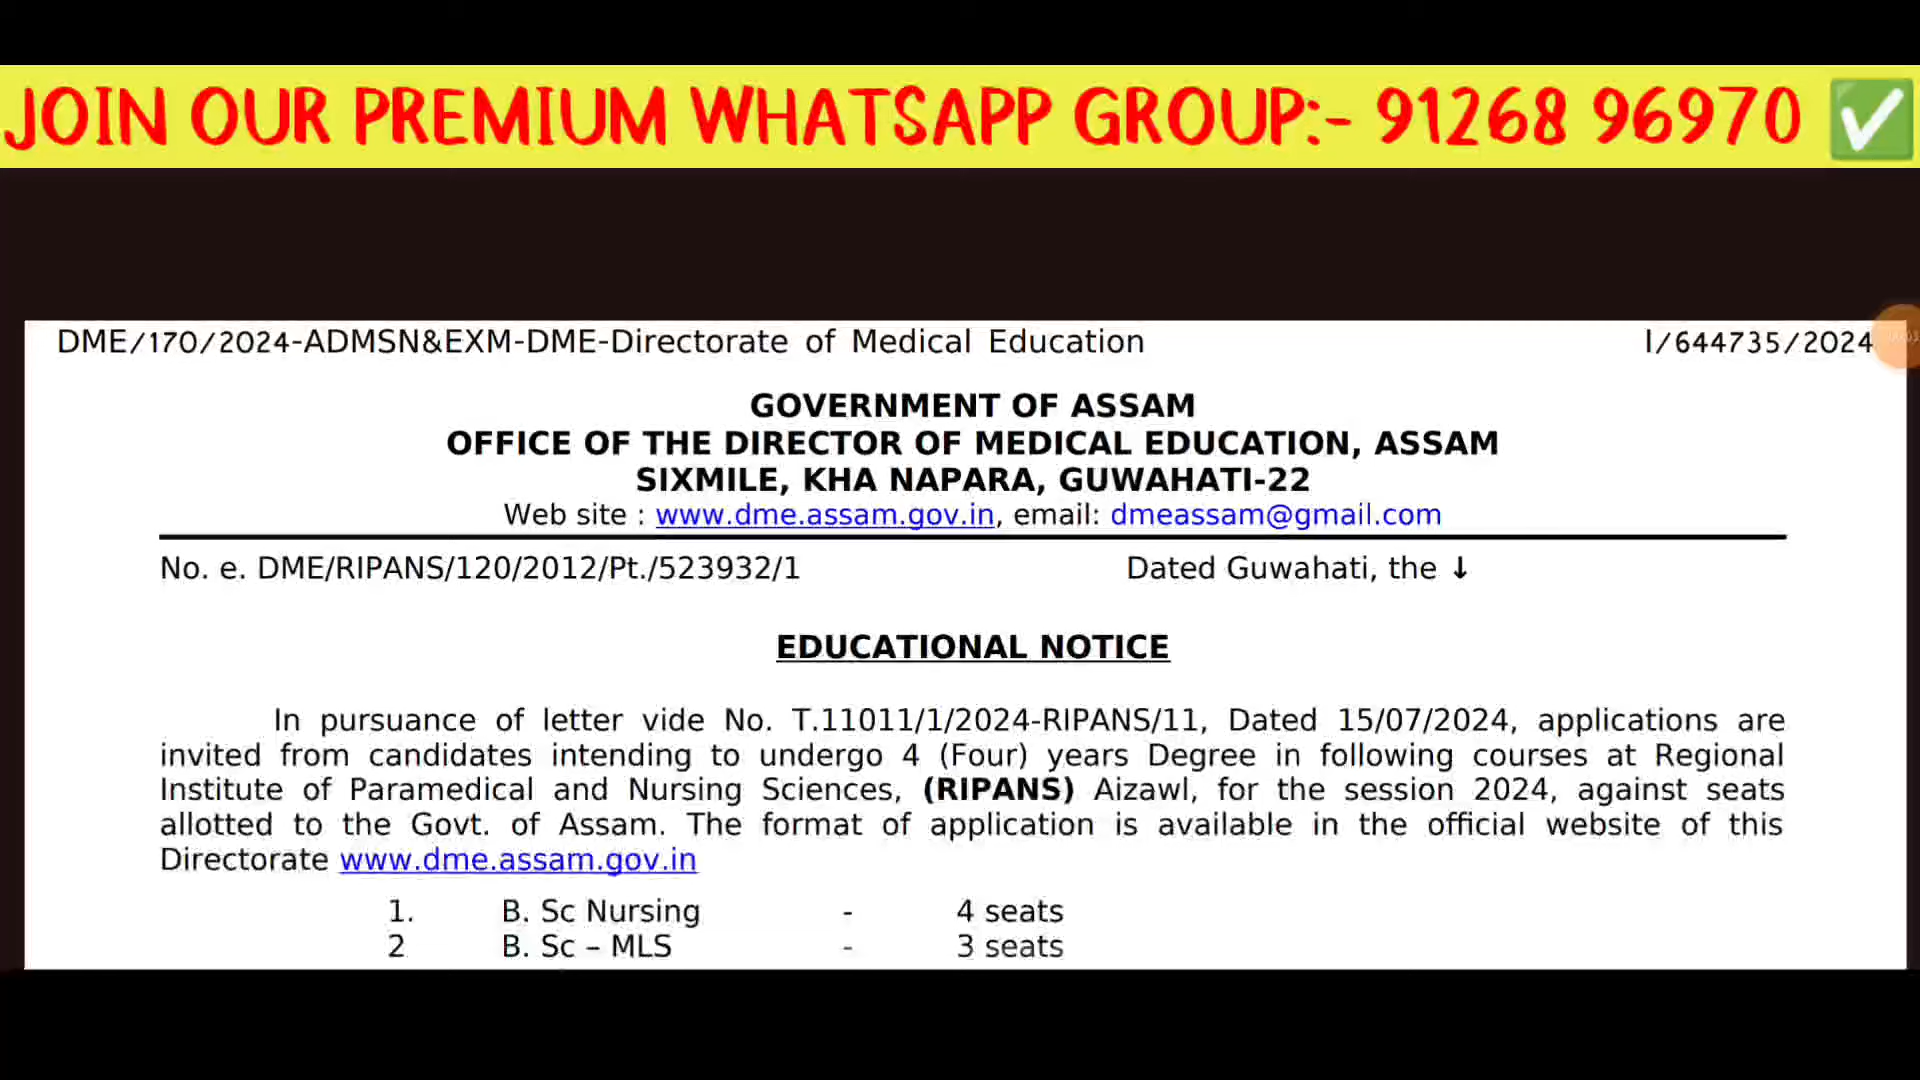 JOIN OUR PREMIUM WHATSAPP GROUP:- 91268 96970 ✅
DME/170/2024-ADMSN&EXM-DME-Directorate of Medical Education I/644735/2024
GOVERNMENT OF ASSAM
OFFICE OF THE DIRECTOR OF MEDICAL EDUCATION, ASSAM
SIXMILE, KHA NAPARA, GUWAHATI-22
Web site : www.dme.assam.gov.in, email: dmeassam@gmail.com
No. e. DME/RIPANS/120/2012/Pt./523932/1 Dated Guwahati, the ↓
EDUCATIONAL NOTICE
In pursuance of letter vide No. T.11011/1/2024-RIPANS/11, Dated 15/07/2024, applications are
invited from candidates intending to undergo 4 (Four) years Degree in following courses at Regional
Institute of Paramedical and Nursing Sciences, (RIPANS) Aizawl, for the session 2024, against seats
allotted to the Govt. of Assam. The format of application is available in the official website of this
Directorate www.dme.assam.gov.in
1. B. Sc Nursing - 4 seats
2 B. Sc – MLS - 3 seats